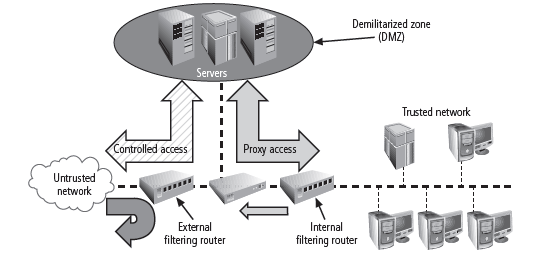 Demilitarized zone
(DMZ)
Servers
Trusted network
Controlled access
Proxy access
Untrusted
network
External
filtering router
Internal
filtering router